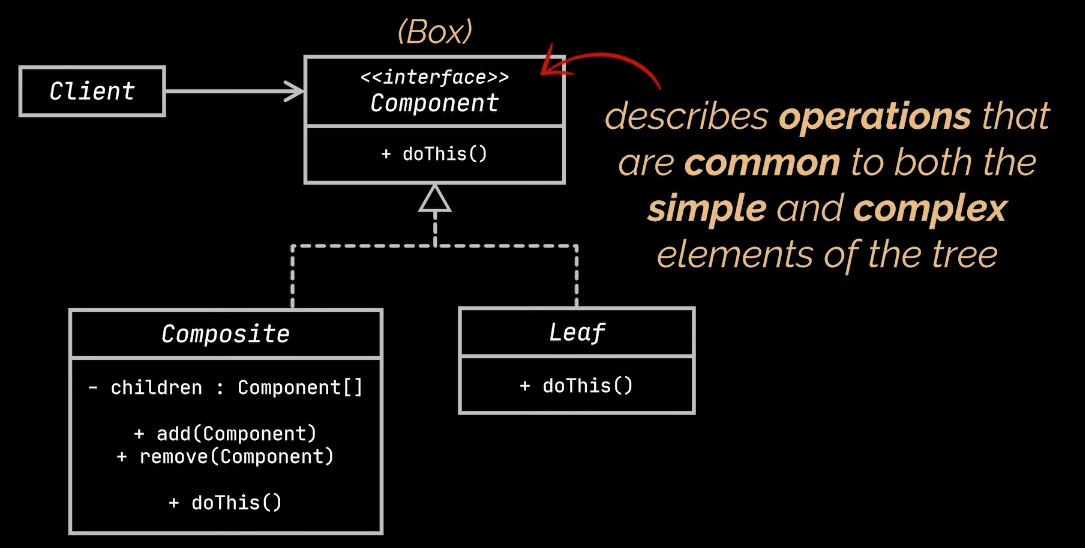 (Box)
Client
<<interface>>
Component
+ doThis()
describes operations that
are common to both the
simple and complex
elements of the tree
Composite
- children : Component[]
+ add(Component)
+ remove(Component)
+ doThis()
Leaf
+ doThis()